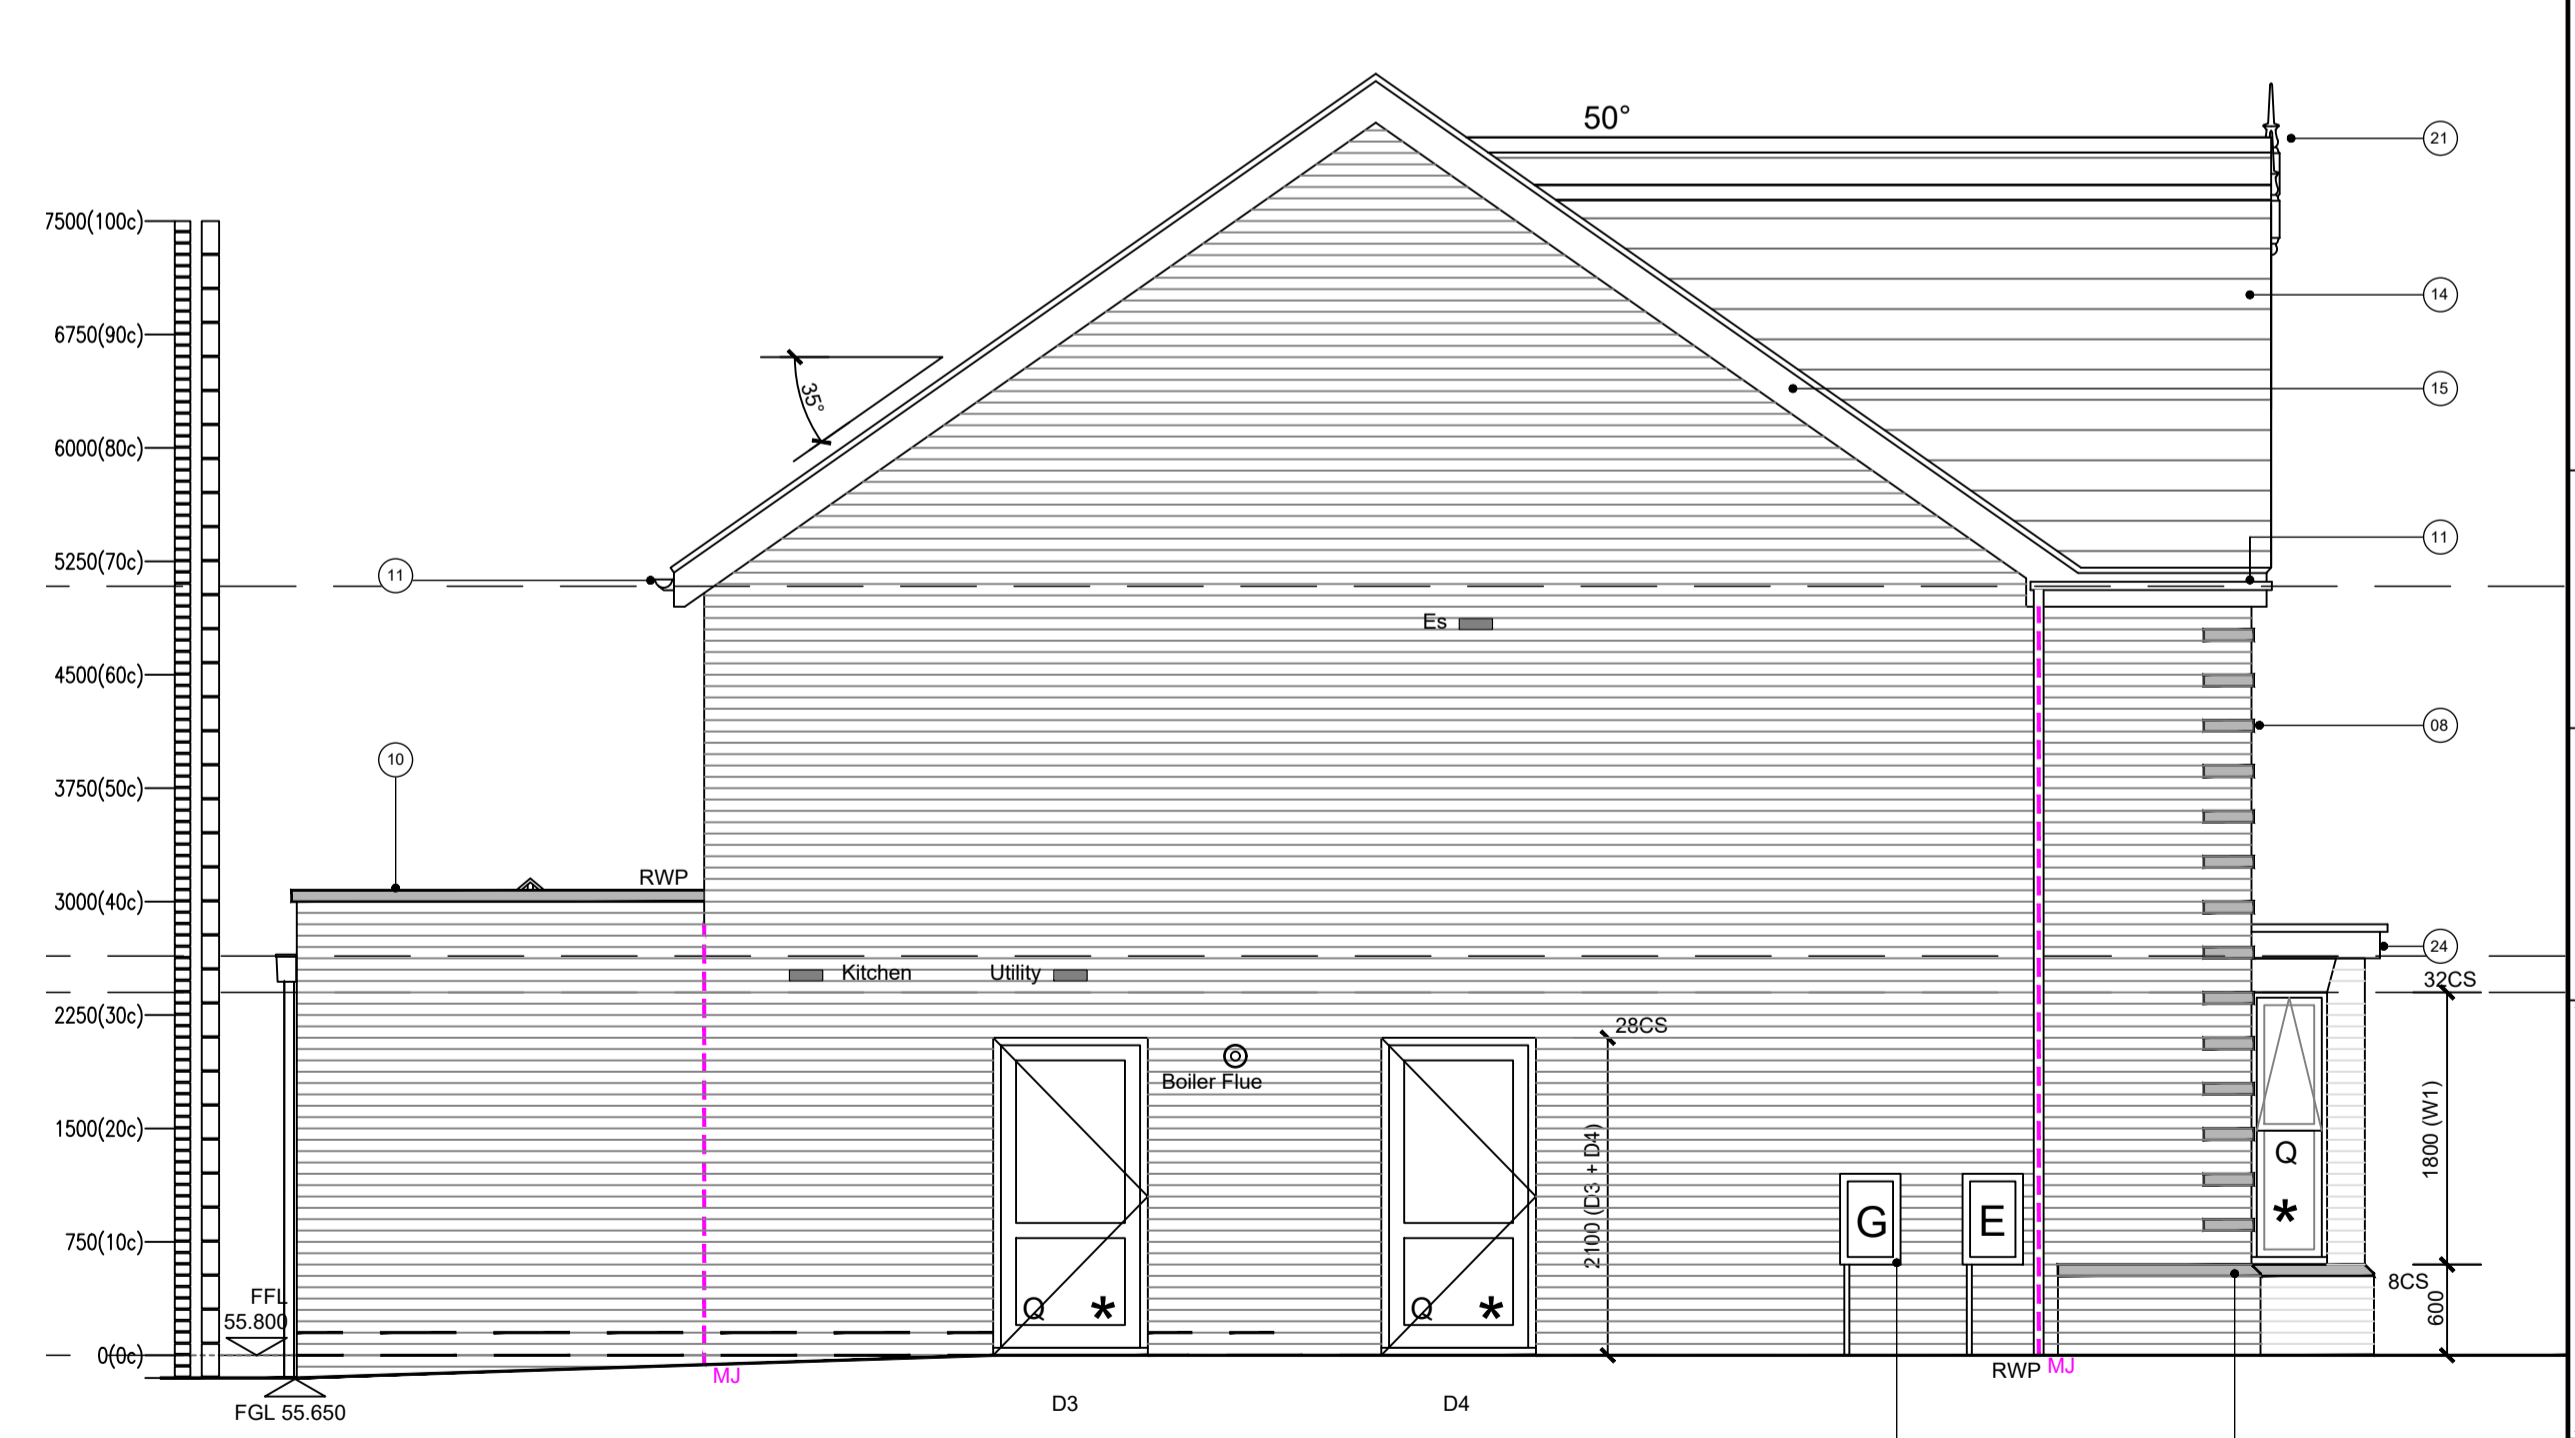 50°
21
7500(100c)
14
6750(90c)
35°
15
6000(80c)
11
5250(70c)
11
Es
4500(60c)
08
10
3750(50c)
RWP
3000(40c)
24
Kitchen
Utility
32CS
2250(30c)
28CS
Boiler Flue
1500(20c)
2100 (D3 + D4)
1800 (W1)
Q
*
G
E
750(10c)
8CS
600
FFL
55.800
Q *
Q *
0(0c)
MJ
RWP MJ
D3
D4
FGL 55.650